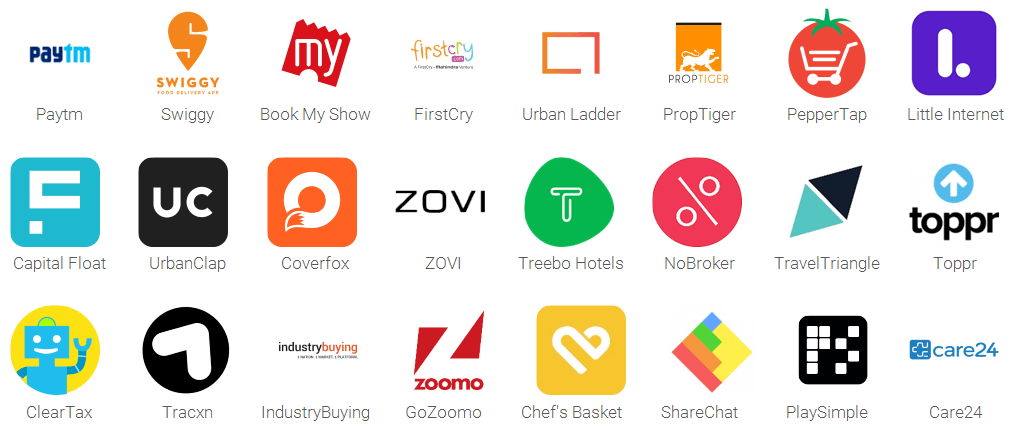 paytm
SWIGGY
FOOD DELIVERY APP
my
firstcry
.com
A FirstCry - Mahindra Venture
PROPTIGER
Paytm
Swiggy
Book My Show
FirstCry
Urban Ladder
PropTiger
PepperTap
Little Internet
UC
ZOVI
T
toppr
Capital Float
UrbanClap
Coverfox
ZOVI
Treebo Hotels
NoBroker
TravelTriangle
Toppr
industrybuying
1 NATION. 1 MARKET. 1 PLATFORM.
zoomo
care24
ClearTax
Tracxn
IndustryBuying
GoZoomo
Chef's Basket
ShareChat
PlaySimple
Care24